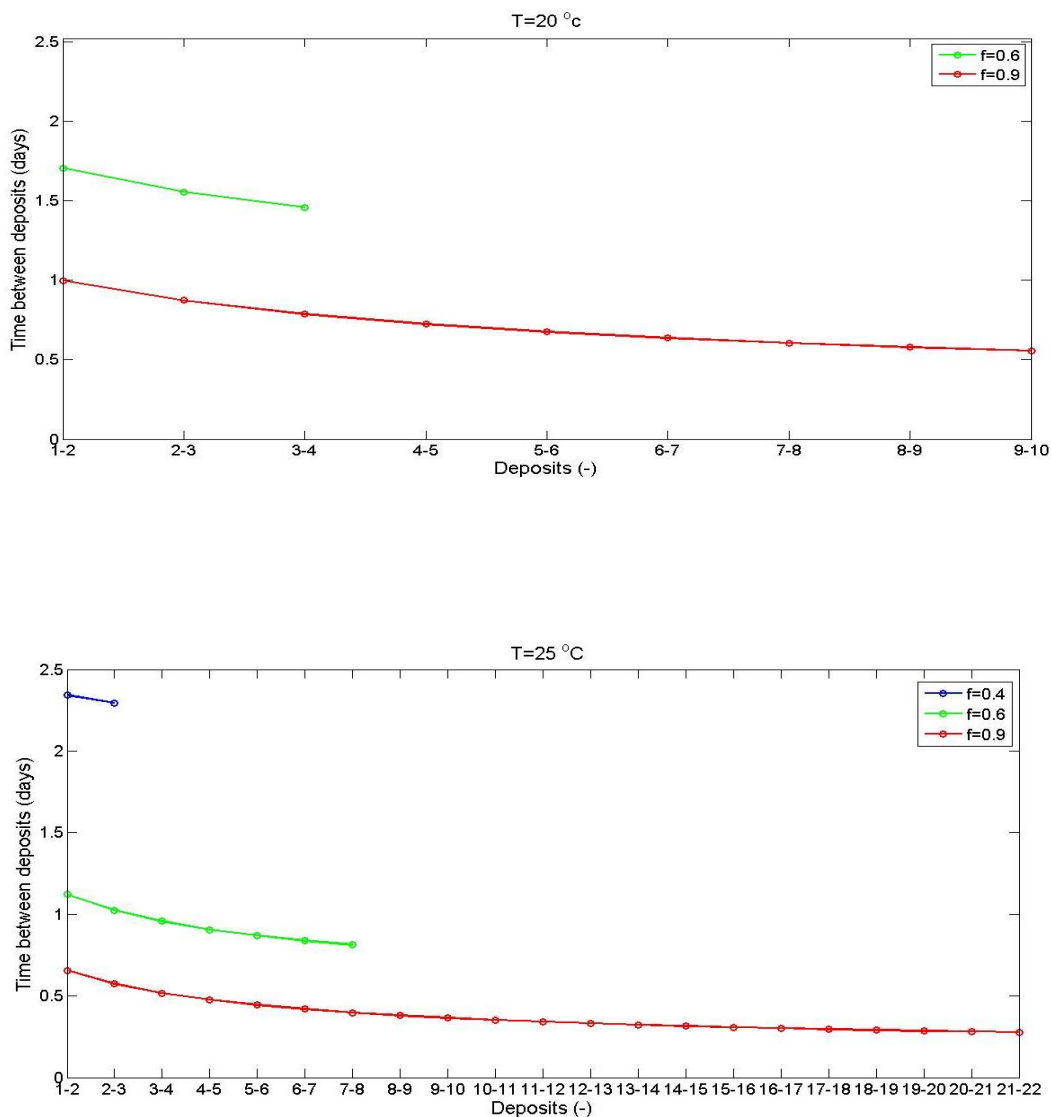 T=20 °c
2.5
2
1.5
1
0.5
0
Time between deposits (days)
f=0.6
f=0.9
1-2 2-3 3-4 4-5 5-6 6-7 7-8 8-9 9-10
Deposits (-)
T=25 °C
2.5
2
1.5
1
0.5
0
Time between deposits (days)
f=0.4
f=0.6
f=0.9
1-2 2-3 3-4 4-5 5-6 6-7 7-8 8-9 9-10 10-11 11-12 12-13 13-14 14-15 15-16 16-17 17-18 18-19 19-20 20-21 21-22
Deposits (-)